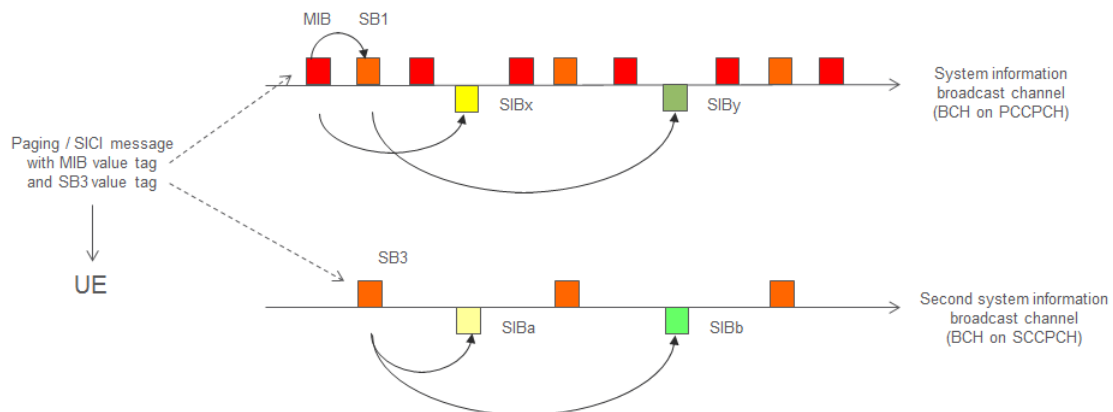 MIB
SB1
SIBx
SIBy
System information
broadcast channel
(BCH on PCCPCH)
Paging / SICI message
with MIB value tag
and SB3 value tag
UE
SB3
SIBa
SIBb
Second system information
broadcast channel
(BCH on SCCPCH)